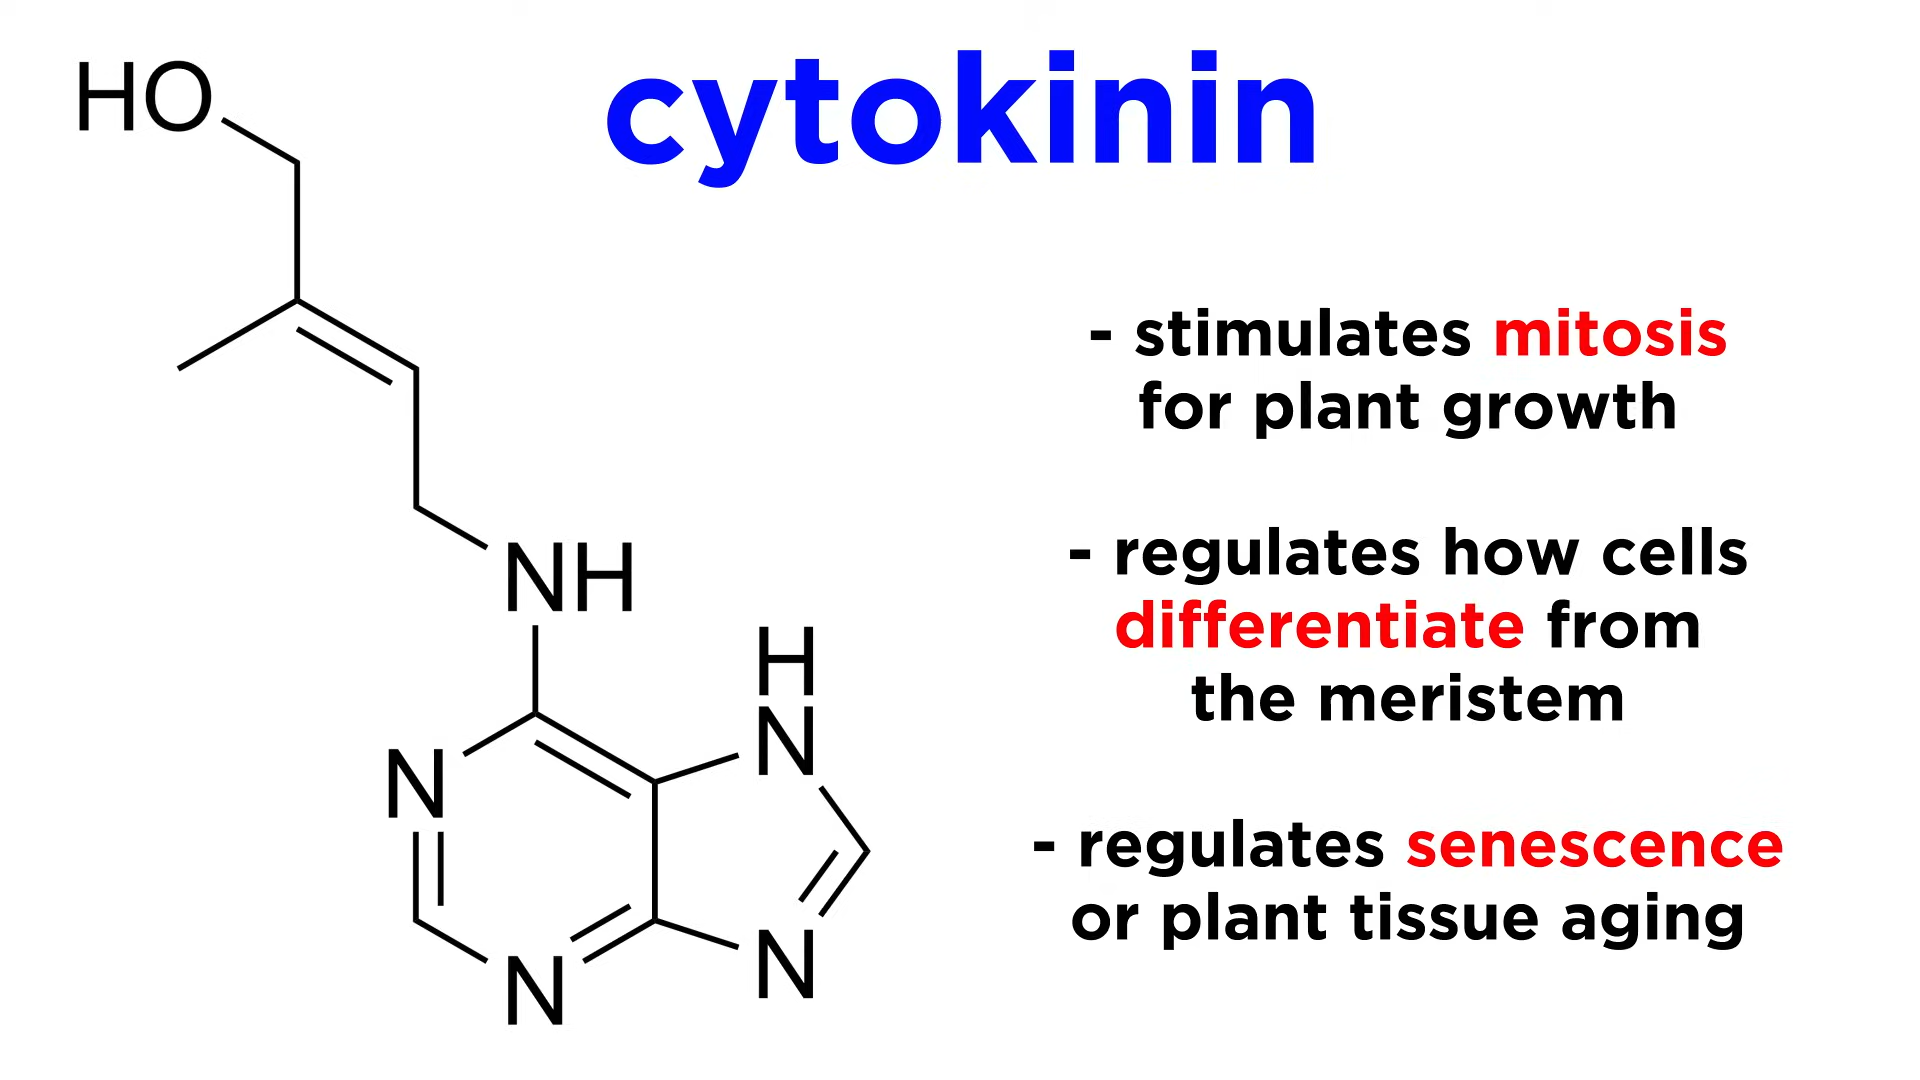 cytokinin
HO
NH
H
N
N
N
N
- stimulates mitosis
for plant growth
- regulates how cells
differentiate from
the meristem
- regulates senescence
or plant tissue aging